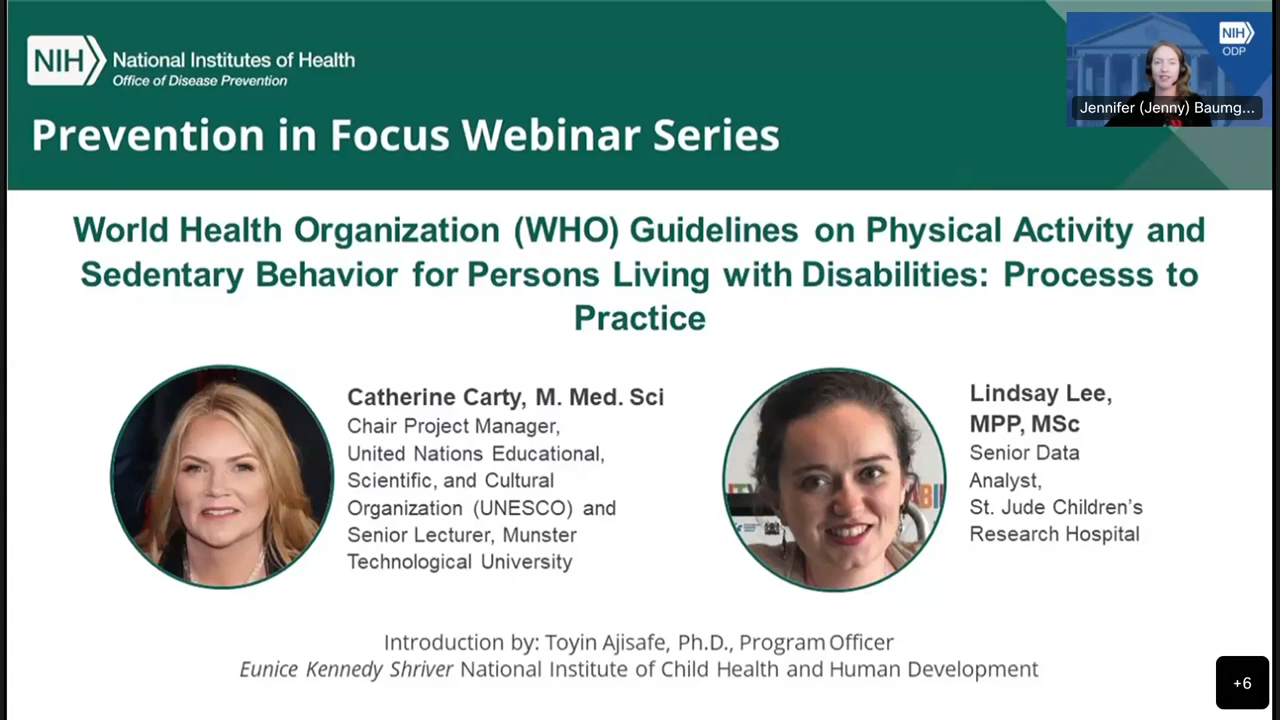 NIH
National Institutes of Health
Office of Disease Prevention
Prevention in Focus Webinar Series
NIH
ODP
Jennifer (Jenny) Baumg...
World Health Organization (WHO) Guidelines on Physical Activity and
Sedentary Behavior for Persons Living with Disabilities: Processs to
Practice
Catherine Carty, M. Med. Sci
Chair Project Manager,
United Nations Educational,
Scientific, and Cultural
Organization (UNESCO) and
Senior Lecturer, Munster
Technological University
Lindsay Lee,
MPP, MSc
Senior Data
Analyst,
St. Jude Children's
Research Hospital
Introduction by: Toyin Ajisafe, Ph.D., Program Officer
Eunice Kennedy Shriver National Institute of Child Health and Human Development
+6